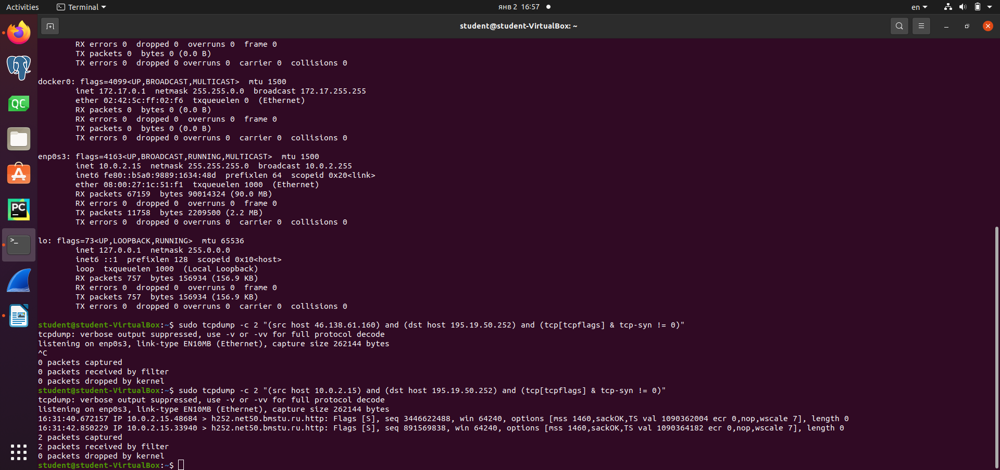 Activities
Terminal
янв 2 16:57
en
student@student-VirtualBox: ~
RX errors 0  dropped 0  overruns 0  frame 0
TX packets 0  bytes 0 (0.0 B)
TX errors 0  dropped 0 overruns 0  carrier 0  collisions 0
docker0: flags=4099<UP,BROADCAST,MULTICAST>  mtu 1500
inet 172.17.0.1  netmask 255.255.0.0  broadcast 172.17.255.255
ether 02:42:5c:ff:02:f6  txqueuelen 0  (Ethernet)
RX packets 0  bytes 0 (0.0 B)
RX errors 0  dropped 0  overruns 0  frame 0
TX packets 0  bytes 0 (0.0 B)
TX errors 0  dropped 0 overruns 0  carrier 0  collisions 0
enp0s3: flags=4163<UP,BROADCAST,RUNNING,MULTICAST>  mtu 1500
inet 10.0.2.15  netmask 255.255.255.0  broadcast 10.0.2.255
inet6 fe80::b5a0:9889:1634:48d  prefixlen 64  scopeid 0x20<link>
ether 08:00:27:1c:51:f1  txqueuelen 1000  (Ethernet)
RX packets 67159  bytes 90014324 (90.0 MB)
RX errors 0  dropped 0  overruns 0  frame 0
TX packets 11758  bytes 2209500 (2.2 MB)
TX errors 0  dropped 0 overruns 0  carrier 0  collisions 0
lo: flags=73<UP,LOOPBACK,RUNNING>  mtu 65536
inet 127.0.0.1  netmask 255.0.0.0
inet6 ::1  prefixlen 128  scopeid 0x10<host>
loop  txqueuelen 1000  (Local Loopback)
RX packets 757  bytes 156934 (156.9 KB)
RX errors 0  dropped 0  overruns 0  frame 0
TX packets 757  bytes 156934 (156.9 KB)
TX errors 0  dropped 0 overruns 0  carrier 0  collisions 0
student@student-VirtualBox:~$ sudo tcpdump -c 2 "(src host 46.138.61.160) and (dst host 195.19.50.252) and (tcp[tcpflags] & tcp-syn != 0)"
tcpdump: verbose output suppressed, use -v or -vv for full protocol decode
listening on enp0s3, link-type EN10MB (Ethernet), capture size 262144 bytes
^C
0 packets captured
0 packets received by filter
0 packets dropped by kernel
student@student-VirtualBox:~$ sudo tcpdump -c 2 "(src host 10.0.2.15) and (dst host 195.19.50.252) and (tcp[tcpflags] & tcp-syn != 0)"
tcpdump: verbose output suppressed, use -v or -vv for full protocol decode
listening on enp0s3, link-type EN10MB (Ethernet), capture size 262144 bytes
16:31:40.672157 IP 10.0.2.15.48684 > h252.net50.bmstu.ru.http: Flags [S], seq 3446622488, win 64240, options [mss 1460,sackOK,TS val 1090362004 ecr 0,nop,wscale 7], length 0
16:31:42.850229 IP 10.0.2.15.33940 > h252.net50.bmstu.ru.http: Flags [S], seq 891569838, win 64240, options [mss 1460,sackOK,TS val 1090364182 ecr 0,nop,wscale 7], length 0
2 packets captured
2 packets received by filter
0 packets dropped by kernel
student@student-VirtualBox:~$
QC
PC